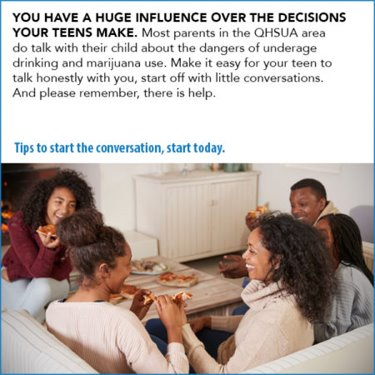 YOU HAVE A HUGE INFLUENCE OVER THE DECISIONS
YOUR TEENS MAKE. Most parents in the QHSUA area
do talk with their child about the dangers of underage
drinking and marijuana use. Make it easy for your teen to
talk honestly with you, start off with little conversations.
And please remember, there is help.
Tips to start the conversation, start today.